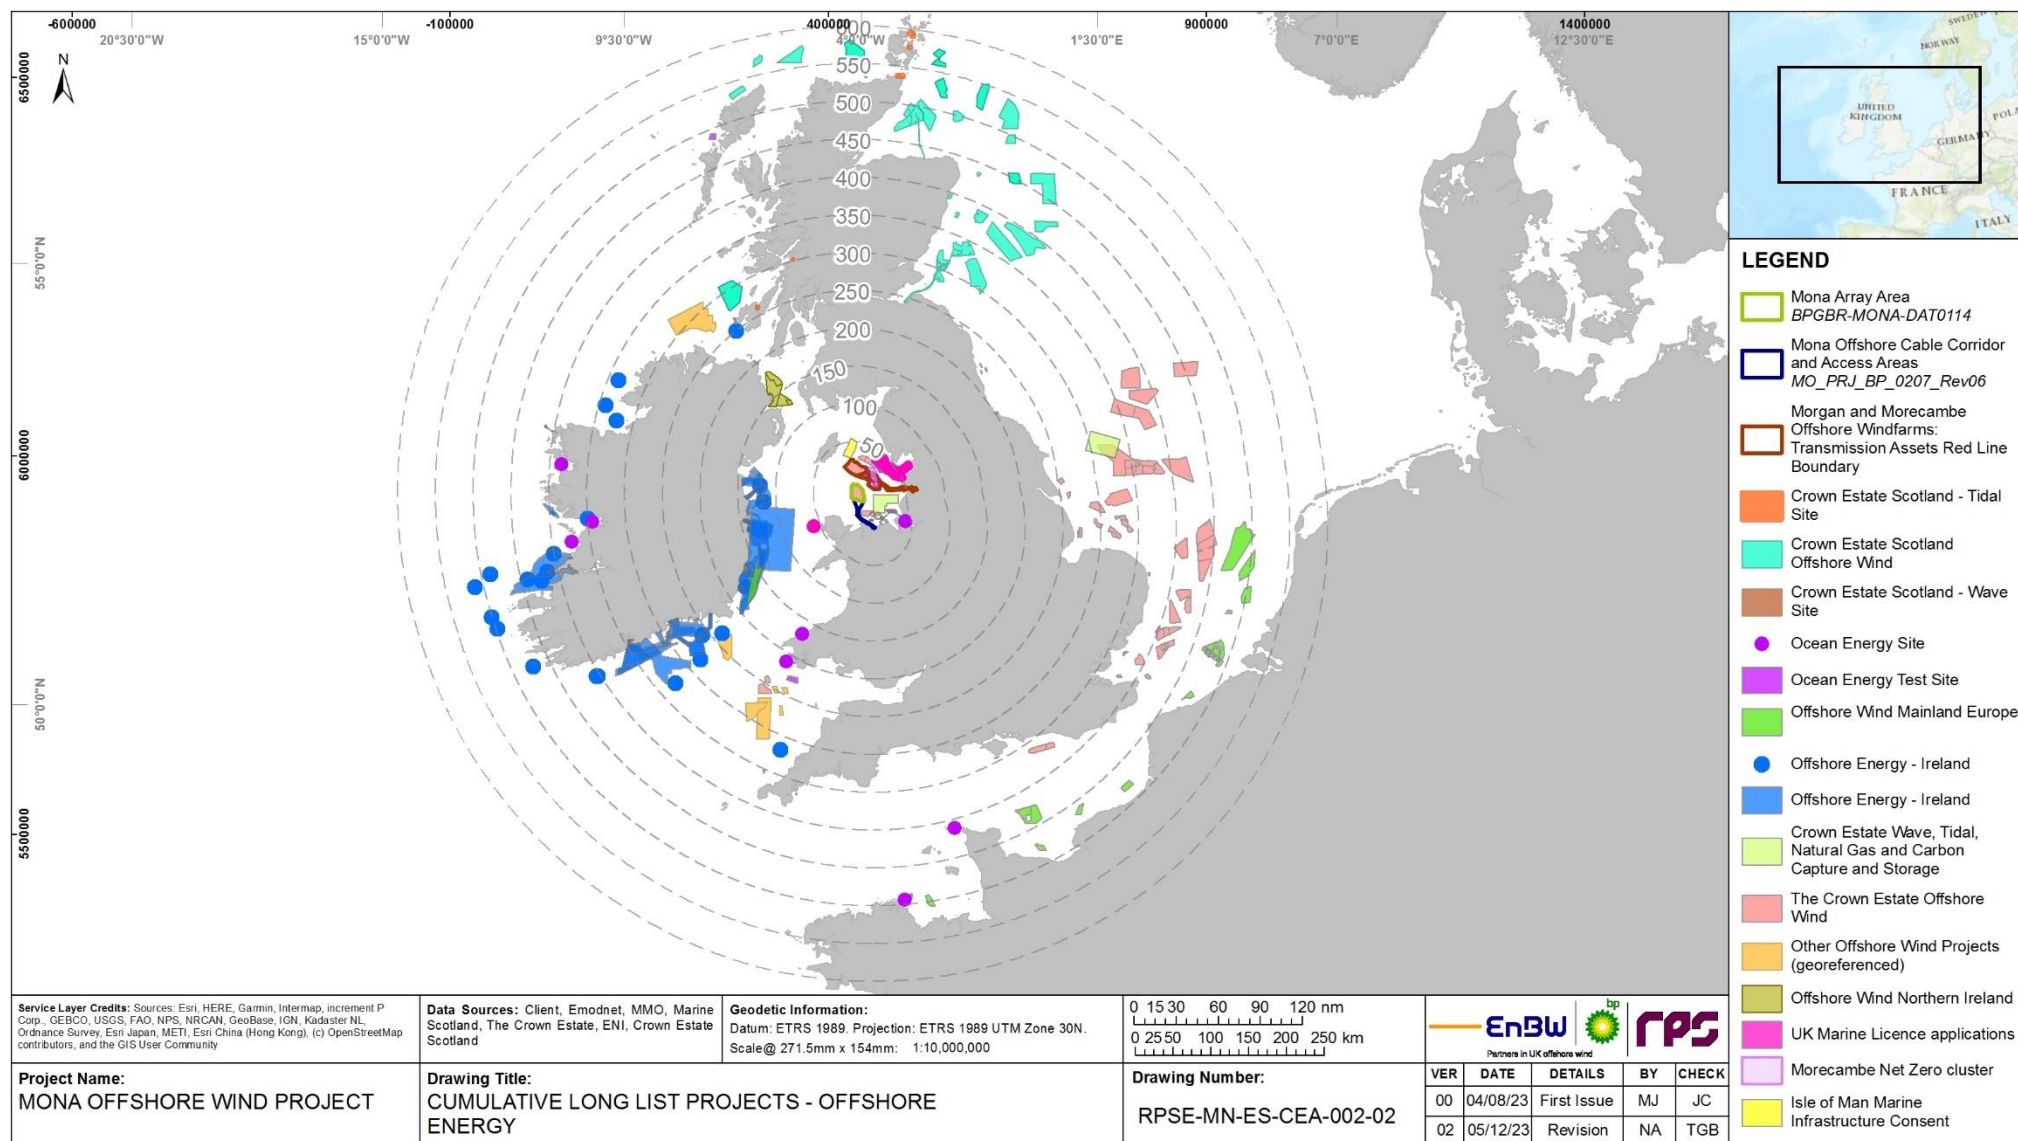 -600000
-100000
400000
900000
1400000
20°30'0"W
15°0'0"W
9°30'0"W
4°0'0"W
1°30'0"E
7°0'0"E
12°30'0"E
N
6500000
6000000
5500000
55°0'0"N
50°0'0"N
600
550
500
450
400
350
300
250
200
150
100
50
SWEDEN
NORWAY
UNITED
KINGDOM
POLA
GERMANY
FRANCE
ITALY
LEGEND
Mona Array Area
BPGBR-MONA-DAT0114
Mona Offshore Cable Corridor
and Access Areas
MO_PRJ_BP_0207_Rev06
Morgan and Morecambe
Offshore Windfarms:
Transmission Assets Red Line
Boundary
Crown Estate Scotland - Tidal
Site
Crown Estate Scotland
Offshore Wind
Crown Estate Scotland - Wave
Site
Ocean Energy Site
Ocean Energy Test Site
Offshore Wind Mainland Europe
Offshore Energy - Ireland
Offshore Energy - Ireland
Crown Estate Wave, Tidal,
Natural Gas and Carbon
Capture and Storage
The Crown Estate Offshore
Wind
Other Offshore Wind Projects
(georeferenced)
Offshore Wind Northern Ireland
UK Marine Licence applications
Morecambe Net Zero cluster
Isle of Man Marine
Infrastructure Consent
Service Layer Credits: Sources: Esri, HERE, Garmin, Intermap, increment P
Corp., GEBCO, USGS, FAO, NPS, NRCAN, GeoBase, IGN, Kadaster NL,
Ordnance Survey, Esri Japan, METI, Esri China (Hong Kong), (c) OpenStreetMap
contributors, and the GIS User Community
Data Sources: Client, Emodnet, MMO, Marine
Scotland, The Crown Estate, ENI, Crown Estate
Scotland
Geodetic Information:
Datum: ETRS 1989. Projection: ETRS 1989 UTM Zone 30N.
Scale@ 271.5mm x 154mm: 1:10,000,000
0 15 30 60 90 120 nm
0 25 50 100 150 200 250 km
EnBW
bp
rps
Partners in UK offshore wind
Project Name:
MONA OFFSHORE WIND PROJECT
Drawing Title:
CUMULATIVE LONG LIST PROJECTS - OFFSHORE
ENERGY
Drawing Number:
RPSE-MN-ES-CEA-002-02
VER DATE DETAILS BY CHECK
00 04/08/23 First Issue MJ JC
02 05/12/23 Revision NA TGB